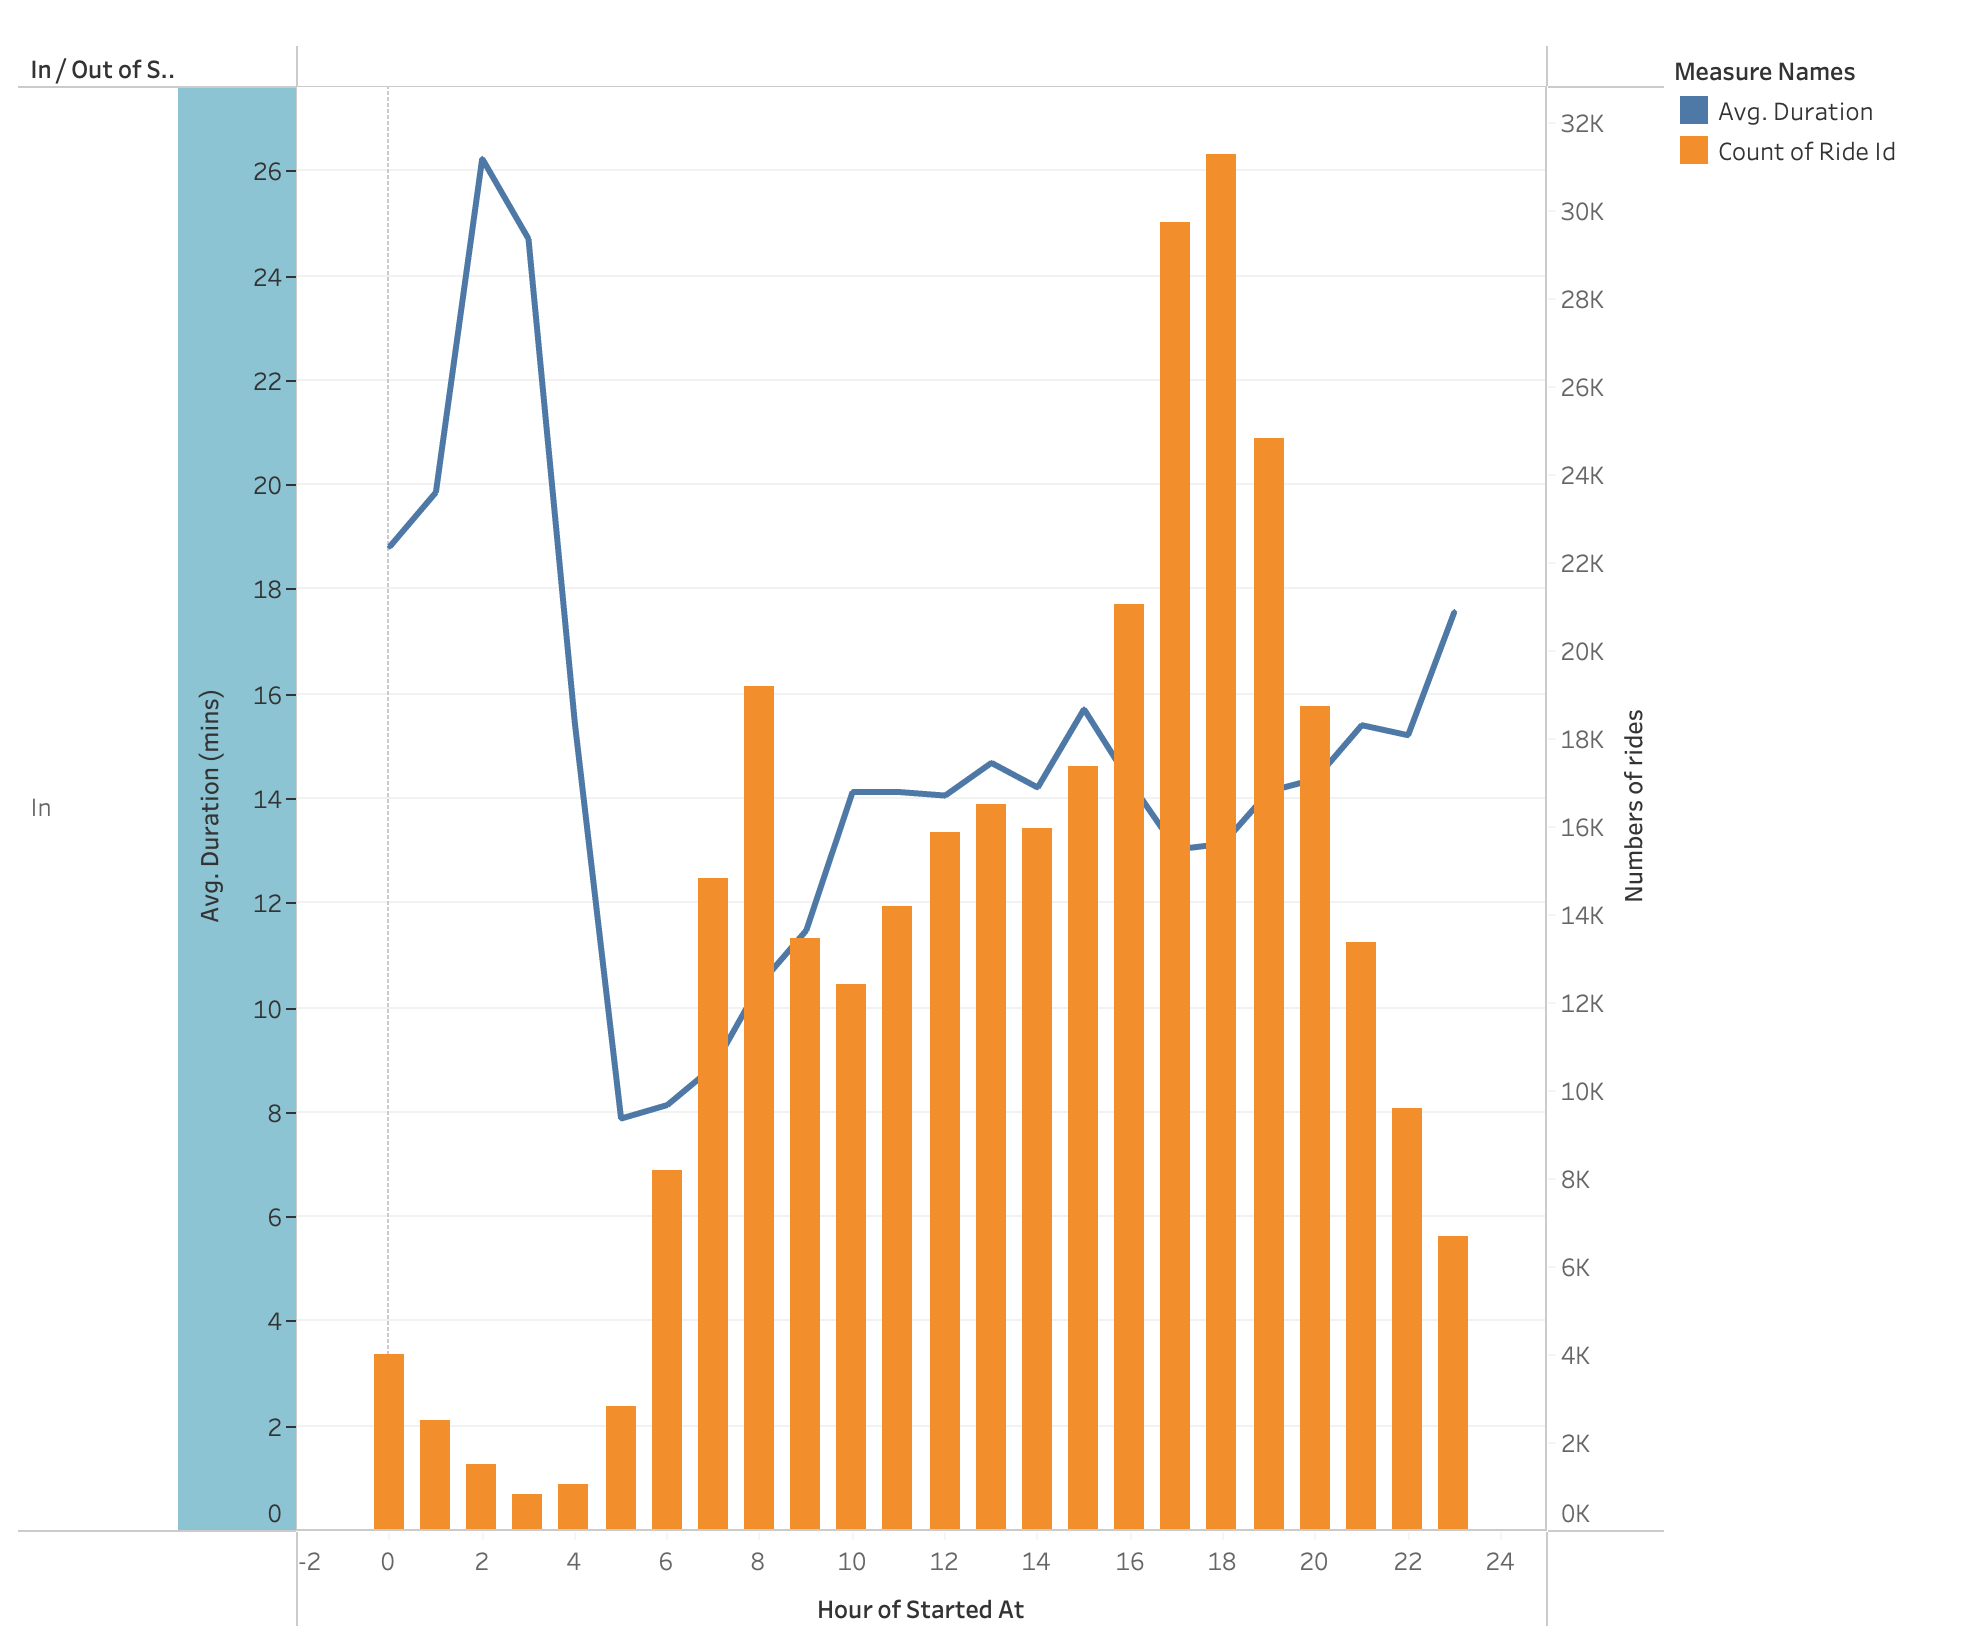 In / Out of S..
Measure Names
Avg. Duration
Count of Ride Id
In
Avg. Duration (mins)
26
24
22
20
18
16
14
12
10
8
6
4
2
0
32K
30K
28K
26K
24K
22K
20K
18K
16K
14K
12K
10K
8K
6K
4K
2K
0K
Numbers of rides
-2 0 2 4 6 8 10 12 14 16 18 20 22 24
Hour of Started At